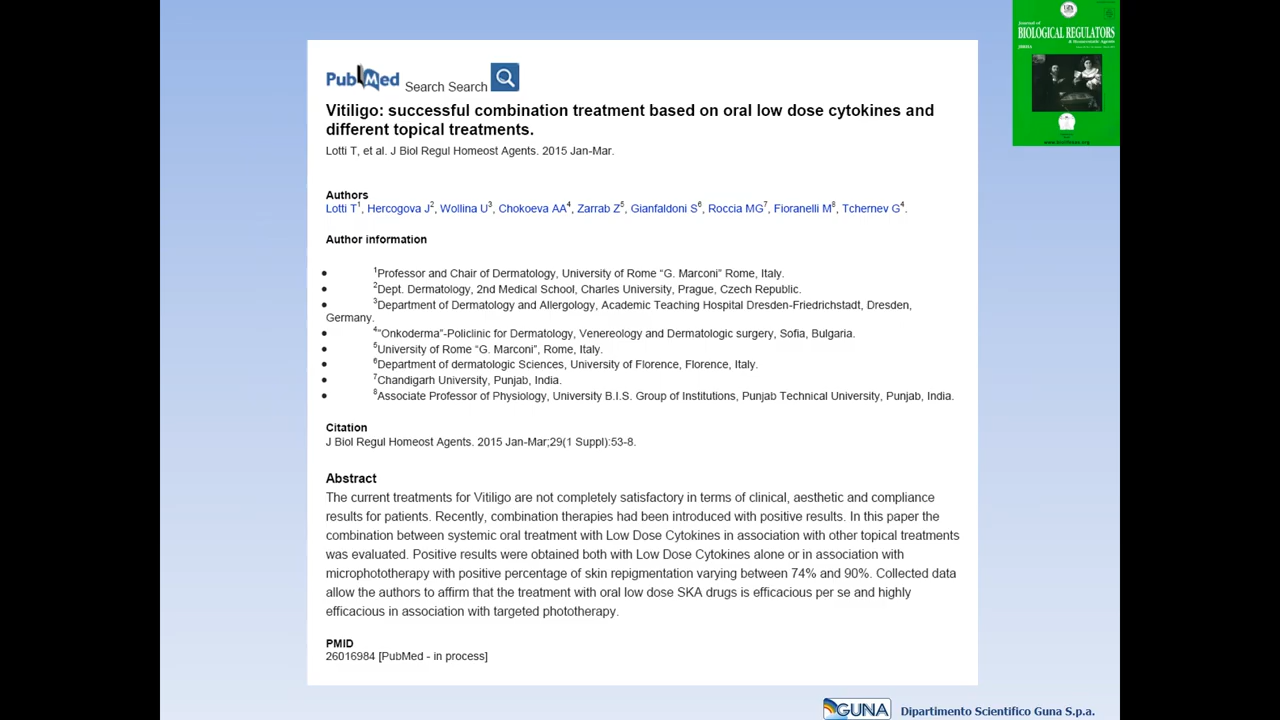 Journal of
BIOLOGICAL REGULATORS
& Homeostatic Agents
PubMed Search Search
Vitiligo: successful combination treatment based on oral low dose cytokines and
different topical treatments.
Lotti T, et al. J Biol Regul Homeost Agents. 2015 Jan-Mar.
Authors
Lotti T1, Hercogova J2, Wollina U3, Chokoeva AA4, Zarrab Z5, Gianfaldoni S6, Roccia MG7, Fioranelli M8, Tchernev G4.
Author information
• 1Professor and Chair of Dermatology, University of Rome “G. Marconi” Rome, Italy.
• 2Dept. Dermatology, 2nd Medical School, Charles University, Prague, Czech Republic.
• 3Department of Dermatology and Allergology, Academic Teaching Hospital Dresden-Friedrichstadt, Dresden,
Germany.
• 4“Onkoderma”-Policlinic for Dermatology, Venereology and Dermatologic surgery, Sofia, Bulgaria.
• 5University of Rome “G. Marconi”, Rome, Italy.
• 6Department of dermatologic Sciences, University of Florence, Florence, Italy.
• 7Chandigarh University, Punjab, India.
• 8Associate Professor of Physiology, University B.I.S. Group of Institutions, Punjab Technical University, Punjab, India.
Citation
J Biol Regul Homeost Agents. 2015 Jan-Mar;29(1 Suppl):53-8.
Abstract
The current treatments for Vitiligo are not completely satisfactory in terms of clinical, aesthetic and compliance
results for patients. Recently, combination therapies had been introduced with positive results. In this paper the
combination between systemic oral treatment with Low Dose Cytokines in association with other topical treatments
was evaluated. Positive results were obtained both with Low Dose Cytokines alone or in association with
microphototherapy with positive percentage of skin repigmentation varying between 74% and 90%. Collected data
allow the authors to affirm that the treatment with oral low dose SKA drugs is efficacious per se and highly
efficacious in association with targeted phototherapy.
PMID
26016984 [PubMed - in process]
GUNA Dipartimento Scientifico Guna S.p.a.